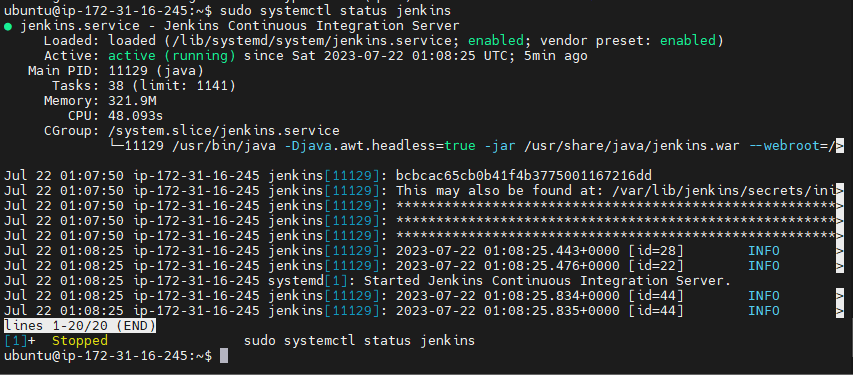 ubuntu@ip-172-31-16-245:~$ sudo systemctl status jenkins
● jenkins.service - Jenkins Continuous Integration Server
     Loaded: loaded (/lib/systemd/system/jenkins.service; enabled; vendor preset: enabled)
     Active: active (running) since Sat 2023-07-22 01:08:25 UTC; 5min ago
   Main PID: 11129 (java)
      Tasks: 38 (limit: 1141)
     Memory: 321.9M
        CPU: 48.093s
     CGroup: /system.slice/jenkins.service
             └─11129 /usr/bin/java -Djava.awt.headless=true -jar /usr/share/java/jenkins.war --webroot=/>
Jul 22 01:07:50 ip-172-31-16-245 jenkins[11129]: bcbcac65cb0b41f4b3775001167216dd
Jul 22 01:07:50 ip-172-31-16-245 jenkins[11129]: This may also be found at: /var/lib/jenkins/secrets/ini>
Jul 22 01:07:50 ip-172-31-16-245 jenkins[11129]: *******************************************************>
Jul 22 01:07:50 ip-172-31-16-245 jenkins[11129]: *******************************************************>
Jul 22 01:07:50 ip-172-31-16-245 jenkins[11129]: *******************************************************>
Jul 22 01:08:25 ip-172-31-16-245 jenkins[11129]: 2023-07-22 01:08:25.443+0000 [id=28]        INFO       >
Jul 22 01:08:25 ip-172-31-16-245 jenkins[11129]: 2023-07-22 01:08:25.476+0000 [id=22]        INFO       >
Jul 22 01:08:25 ip-172-31-16-245 systemd[1]: Started Jenkins Continuous Integration Server.
Jul 22 01:08:25 ip-172-31-16-245 jenkins[11129]: 2023-07-22 01:08:25.834+0000 [id=44]        INFO       >
Jul 22 01:08:25 ip-172-31-16-245 jenkins[11129]: 2023-07-22 01:08:25.835+0000 [id=44]        INFO       >
lines 1-20/20 (END)
[1]+  Stopped                 sudo systemctl status jenkins
ubuntu@ip-172-31-16-245:~$